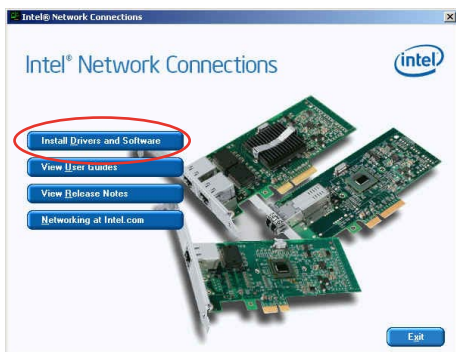 Intel® Network Connections
Intel® Network Connections
intel
Install Drivers and Software
View User Guides
View Release Notes
Networking at Intel.com
Exit